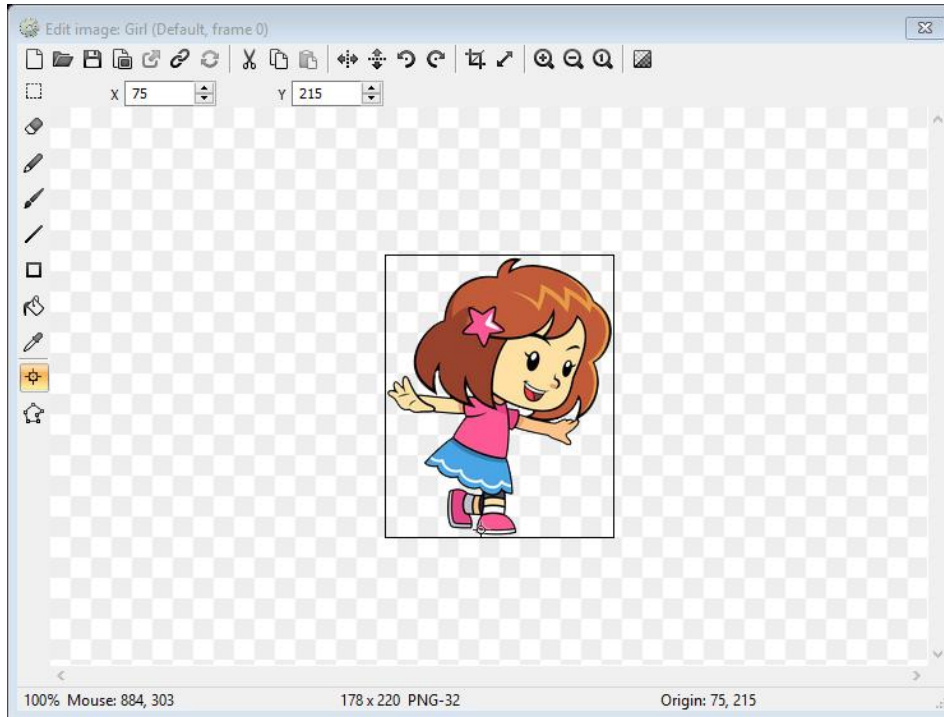 Edit image: Girl (Default, frame 0)
X 75 Y 215
100% Mouse: 884, 303 178 x 220 PNG-32 Origin: 75, 215